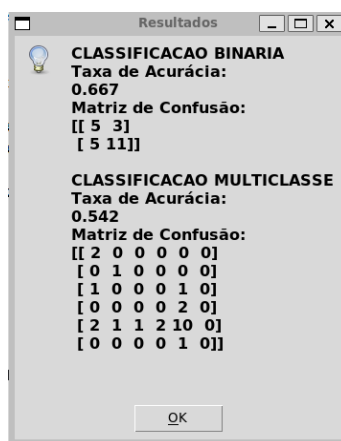 Resultados
CLASSIFICACAO BINARIA
Taxa de Acurácia:
0.667
Matriz de Confusão:
[[ 5  3]
[ 5 11]]
CLASSIFICACAO MULTICLASSE
Taxa de Acurácia:
0.542
Matriz de Confusão:
[[ 2  0  0  0  0  0]
[ 0  1  0  0  0  0]
[ 1  0  0  0  1  0]
[ 0  0  0  0  2  0]
[ 2  1  1  2 10  0]
[ 0  0  0  0  1  0]]
OK